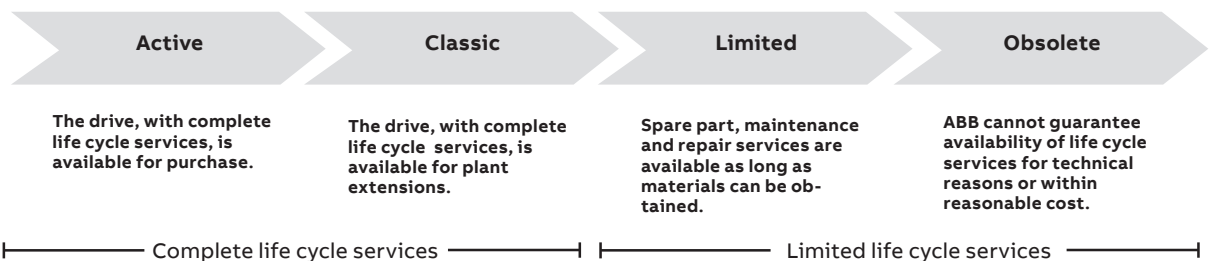 Active
Classic
Limited
Obsolete
The drive, with complete
life cycle services, is
available for purchase.
The drive, with complete
life cycle services, is
available for plant
extensions.
Spare part, maintenance
and repair services are
available as long as
materials can be ob-
tained.
ABB cannot guarantee
availability of life cycle
services for technical
reasons or within
reasonable cost.
Complete life cycle services
Limited life cycle services